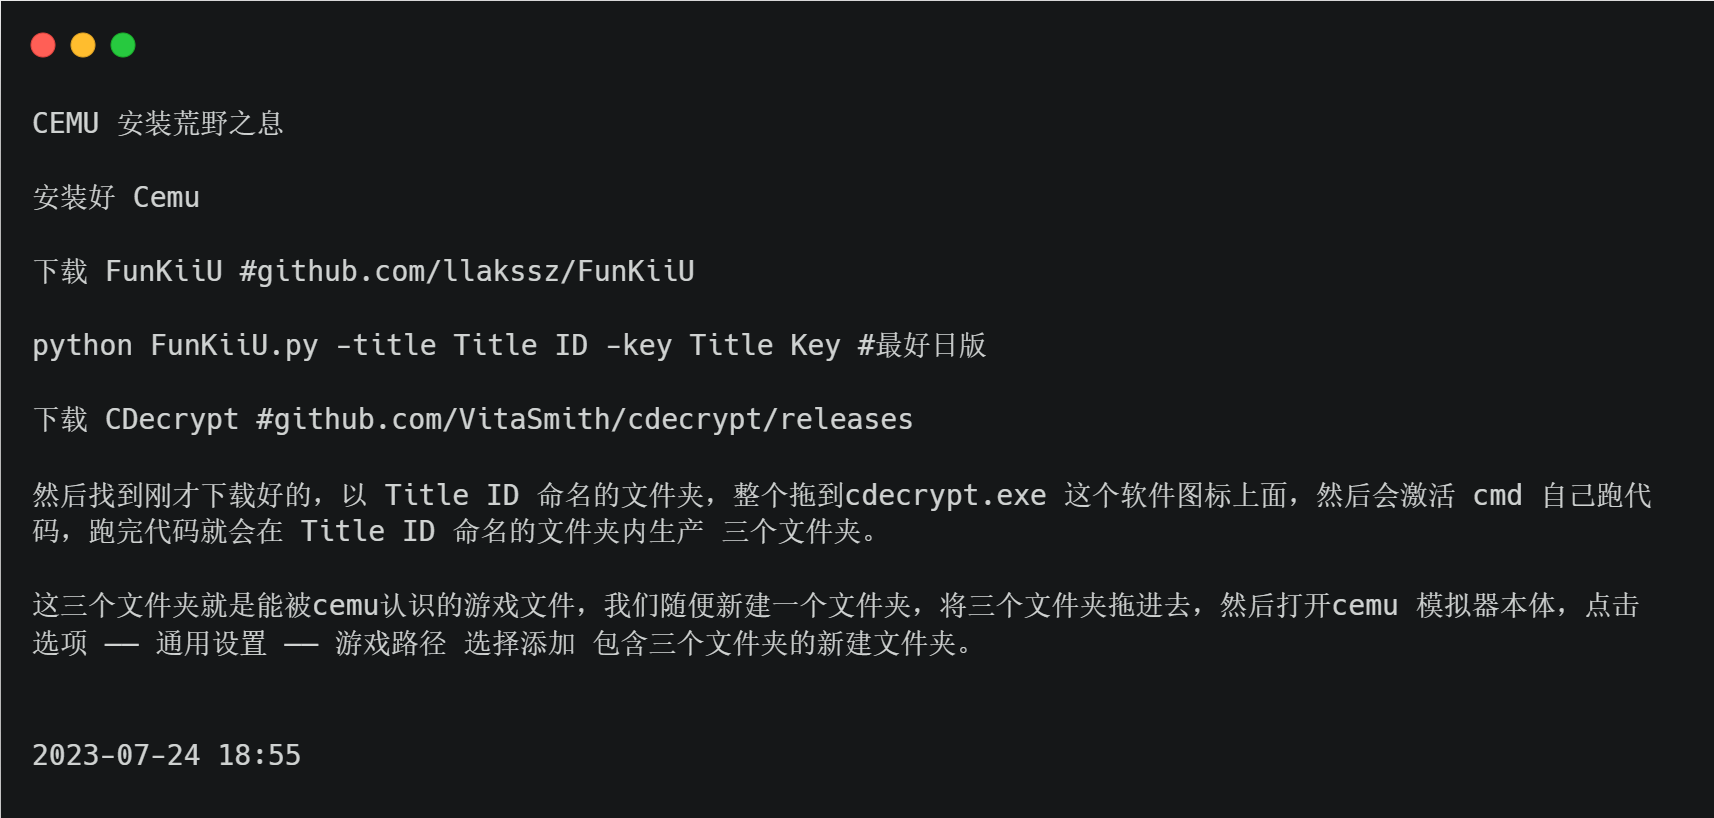 CEMU 安装荒野之息
安装好 Cemu
下载 FunKiiU #github.com/llakssz/FunKiiU
python FunKiiU.py -title Title ID -key Title Key #最好日版
下载 CDecrypt #github.com/VitaSmith/cdecrypt/releases
然后找到刚才下载好的，以 Title ID 命名的文件夹，整个拖到cdecrypt.exe 这个软件图标上面，然后会激活 cmd 自己跑代
码，跑完代码就会在 Title ID 命名的文件夹内生产 三个文件夹。
这三个文件夹就是能被cemu认识的游戏文件，我们随便新建一个文件夹，将三个文件夹拖进去，然后打开cemu 模拟器本体，点击
选项 —— 通用设置 —— 游戏路径 选择添加 包含三个文件夹的新建文件夹。
2023-07-24 18:55